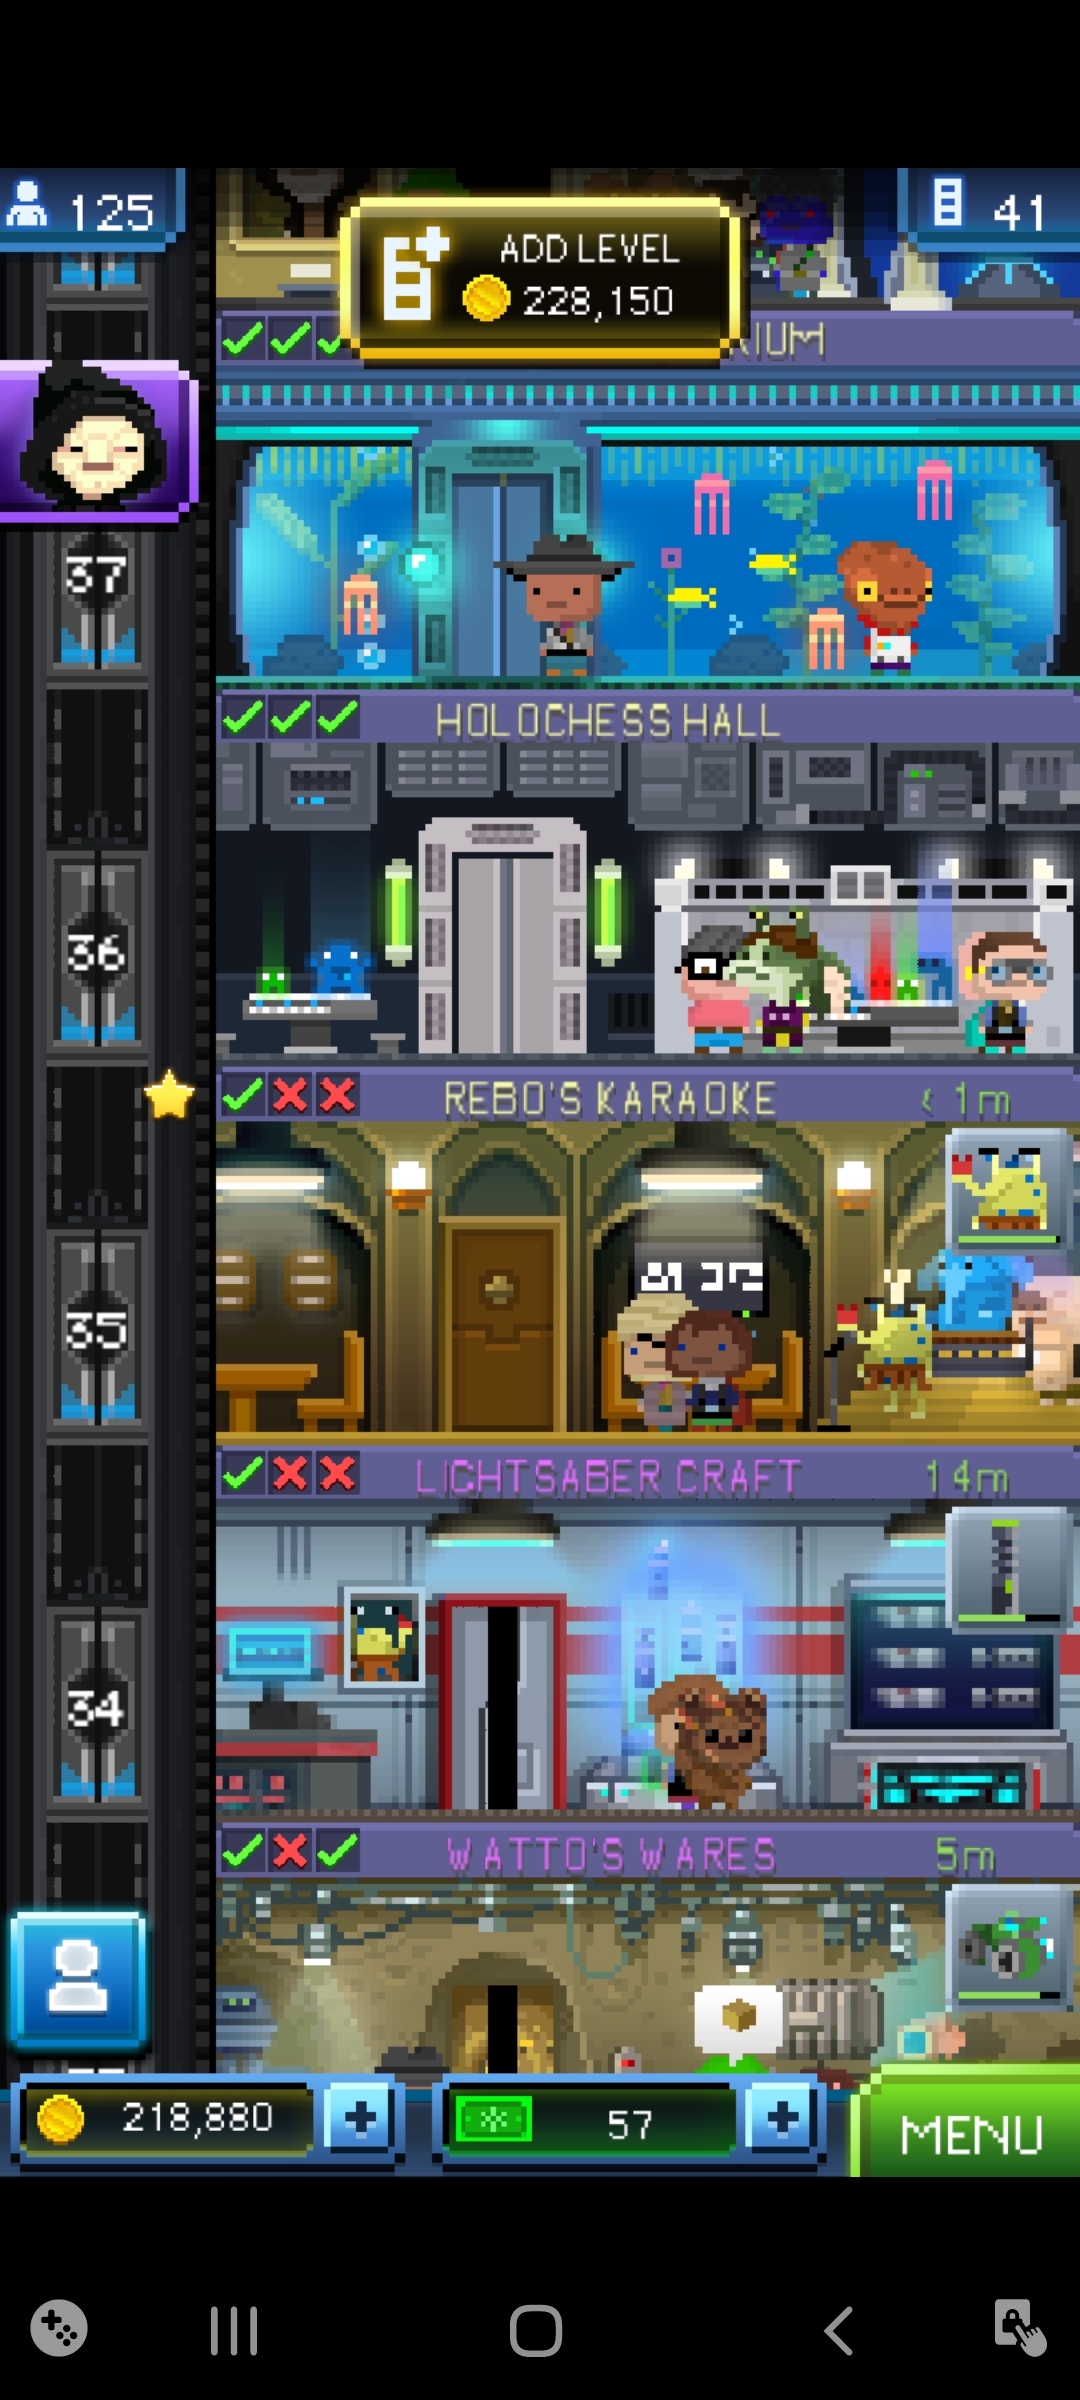 125
ADD LEVEL
228,150
41
RIUM
37
HOLOCHESS HALL
36
REBO'S KARAOKE < 1m
35
LIGHTSABER CRAFT 14m
34
WATTO'S WARES 5m
218,880
57
MENU